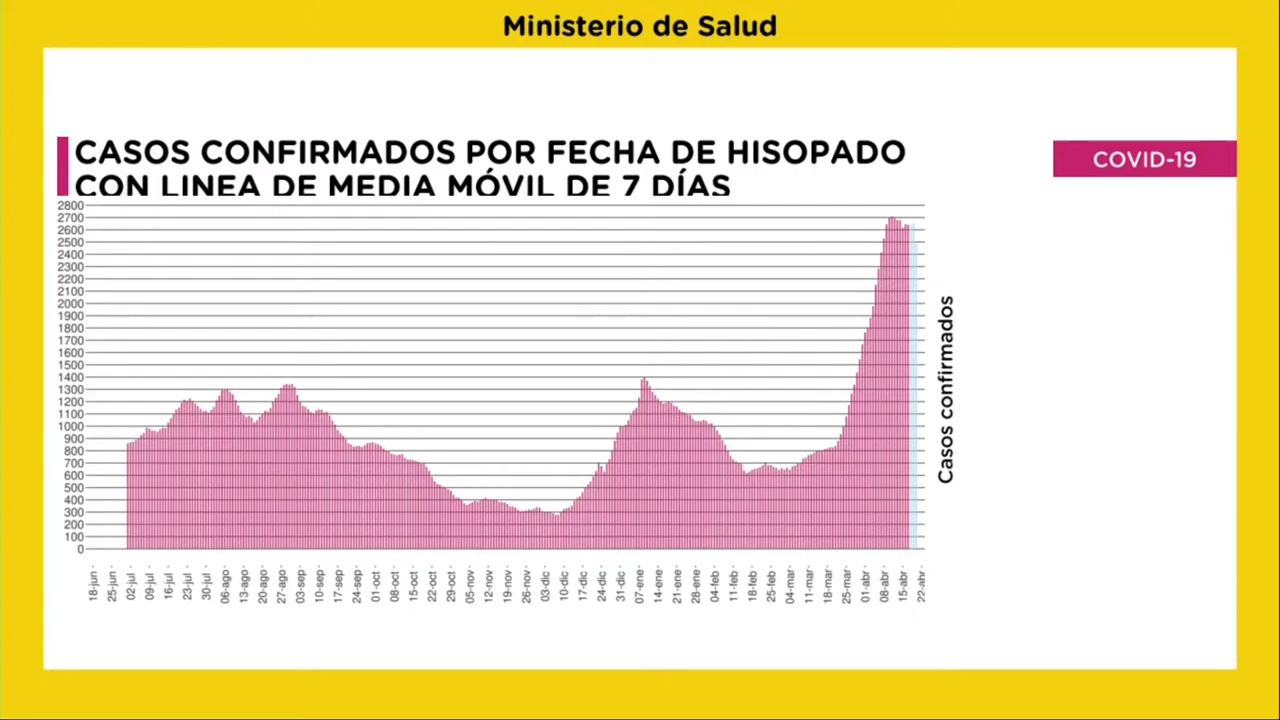 Ministerio de Salud
CASOS CONFIRMADOS POR FECHA DE HISOPADO
CON LINEA DE MEDIA MÓVIL DE 7 DÍAS
COVID-19
2800
2700
2600
2500
2400
2300
2200
2100
2000
1900
1800
1700
1600
1500
1400
1300
1200
1100
1000
900
800
700
600
500
400
300
200
100
0
Casos confirmados
18-jun
25-jun
02-jul
09-jul
16-jul
23-jul
30-jul
06-ago
13-ago
20-ago
27-ago
03-sep
10-sep
17-sep
24-sep
01-oct
08-oct
15-oct
22-oct
29-oct
05-nov
12-nov
19-nov
26-nov
03-dic
10-dic
17-dic
24-dic
31-dic
07-ene
14-ene
21-ene
28-ene
04-feb
11-feb
18-feb
25-feb
04-mar
11-mar
18-mar
25-mar
01-abr
08-abr
15-abr
22-abr